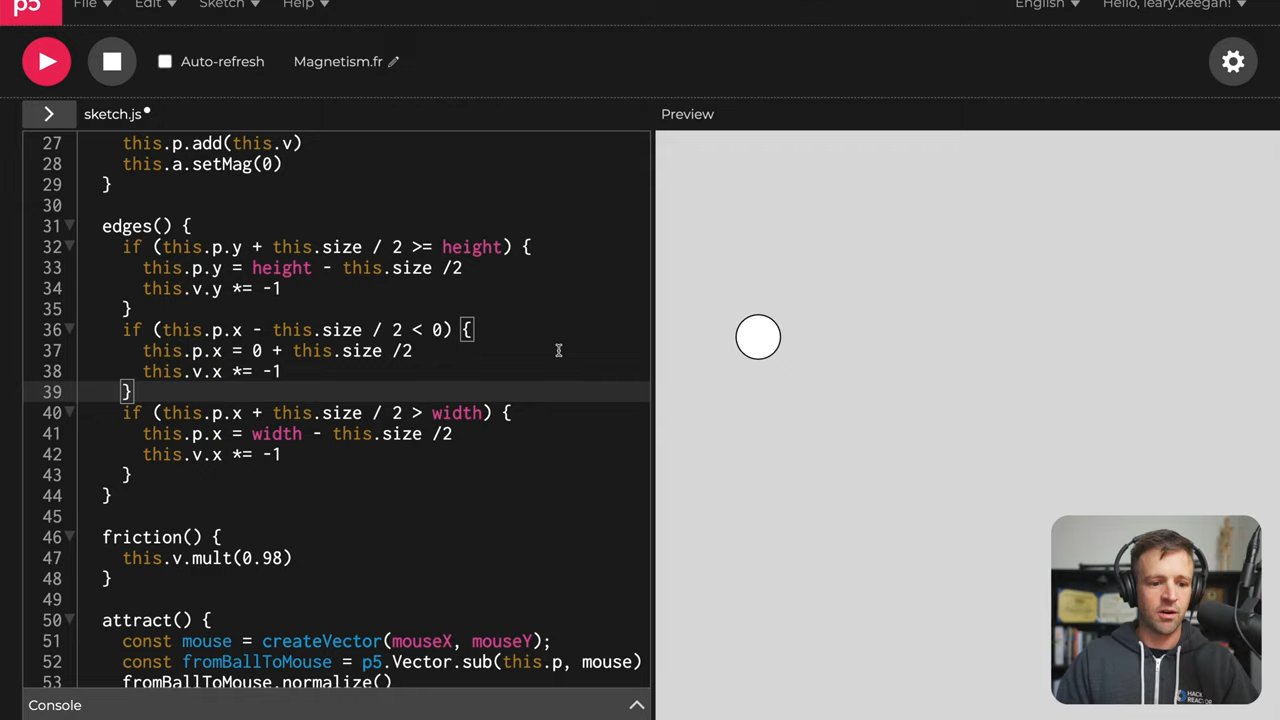 p5 File Edit Sketch Help English Hello, leary.keegan!
Auto-refresh Magnetism.fr
sketch.js Preview
27 this.p.add(this.v)
28 this.a.setMag(0)
29 }
30
31 edges() {
32 if (this.p.y + this.size / 2 >= height) {
33 this.p.y = height - this.size /2
34 this.v.y *= -1
35 }
36 if (this.p.x - this.size / 2 < 0) {
37 this.p.x = 0 + this.size /2
38 this.v.x *= -1
39 }
40 if (this.p.x + this.size / 2 > width) {
41 this.p.x = width - this.size /2
42 this.v.x *= -1
43 }
44 }
45
46 friction() {
47 this.v.mult(0.98)
48 }
49
50 attract() {
51 const mouse = createVector(mouseX, mouseY);
52 const fromBallToMouse = p5.Vector.sub(this.p, mouse)
53 fromBallToMouse.normalize()
Console
HACK
REACTOR